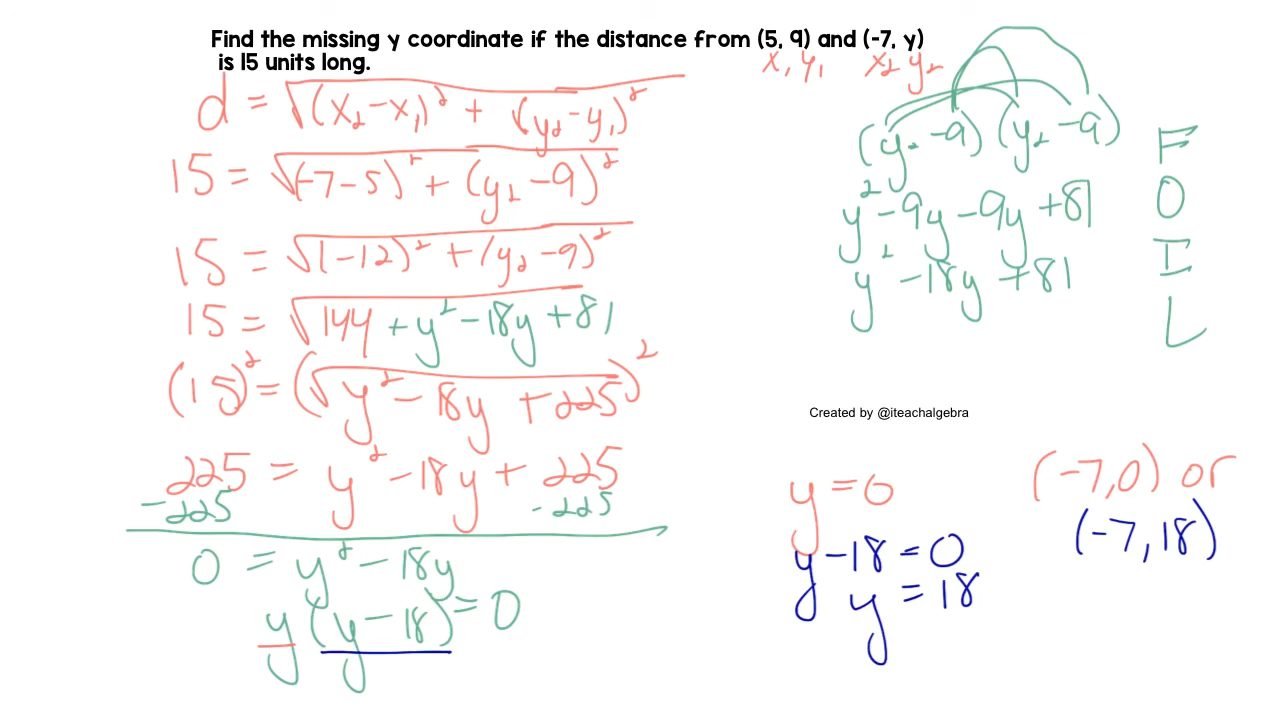 Find the missing y coordinate if the distance from (5, 9) and (-7, y)
is 15 units long.
x₁ y₁ x₂ y₂
d = √(x₂-x₁)² + (y₂-y₁)²
15 = √(-7-5)² + (y₂-9)²
15 = √(-12)² + (y₂-9)²
15 = √144 + y² - 18y + 81
(15)² = (√y² - 18y + 225)²
225 = y² - 18y + 225
-225 -225
0 = y² - 18y
y(y-18) = 0
(y₂-9)(y₂-9)
y² - 9y - 9y + 81
y² - 18y + 81
F
O
I
L
Created by @iteachalgebra
y = 0
y - 18 = 0
y = 18
(-7,0) or
(-7,18)